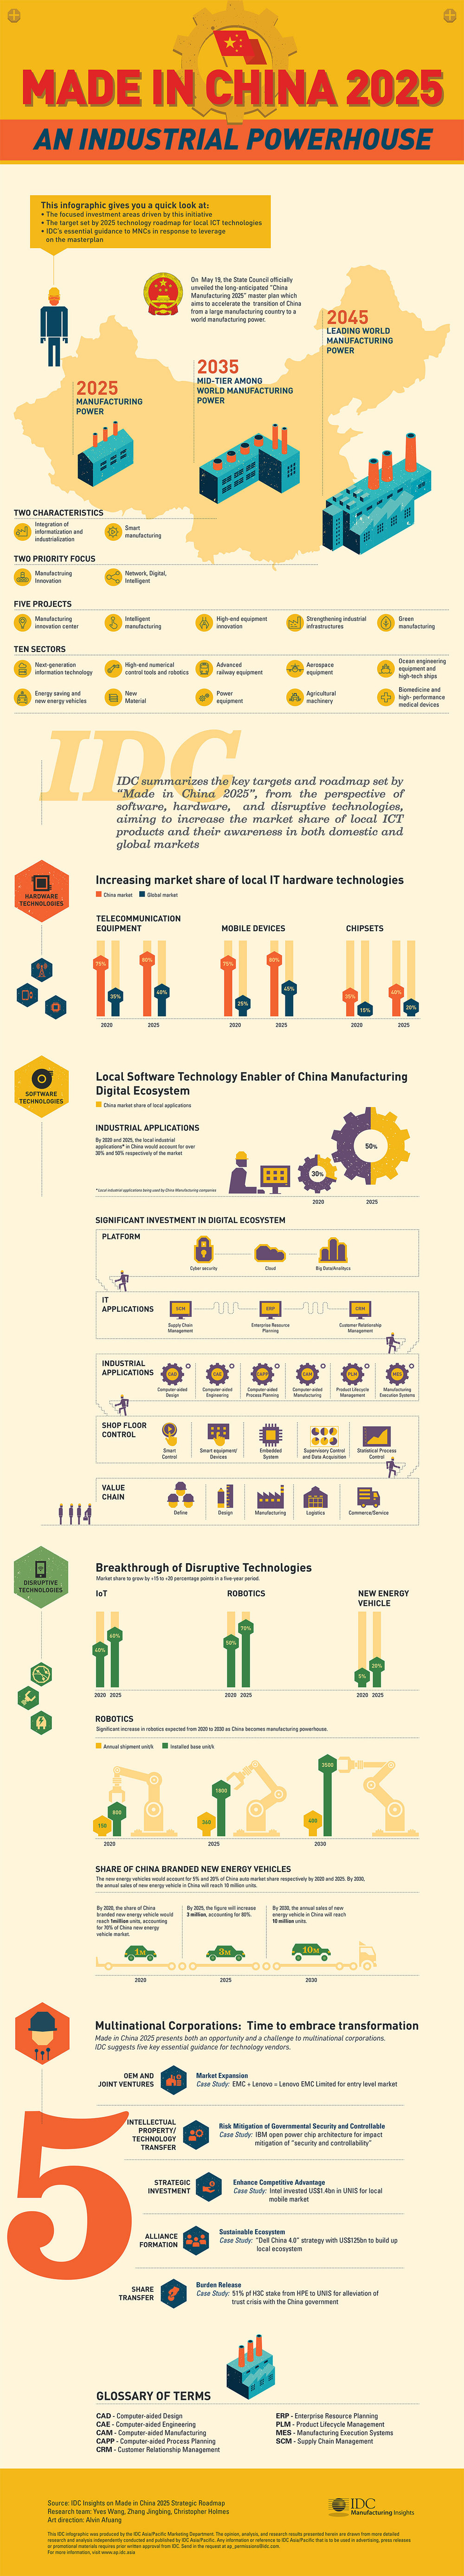 MADE IN CHINA 2025
AN INDUSTRIAL POWERHOUSE
This infographic gives you a quick look at:
• The focused investment areas driven by this initiative
• The target set by 2025 technology roadmap for local ICT technologies
• IDC's essential guidance to MNCs in response to leverage
on the masterplan
On May 19, the State Council officially
unveiled the long-anticipated "China
Manufacturing 2025" master plan which
aims to accelerate the transition of China
from a large manufacturing country to a
world manufacturing power.
2045
LEADING WORLD
MANUFACTURING
POWER
2035
MID-TIER AMONG
WORLD MANUFACTURING
POWER
2025
MANUFACTURING
POWER
TWO CHARACTERISTICS
Integration of
informatization and
industrialization
Smart
manufacturing
TWO PRIORITY FOCUS
Manufactruing
Innovation
Network, Digital,
Intelligent
FIVE PROJECTS
Manufacturing
innovation center
Intelligent
manufacturing
High-end equipment
innovation
Strengthening industrial
infrastructures
Green
manufacturing
TEN SECTORS
Next-generation
information technology
High-end numerical
control tools and robotics
Advanced
railway equipment
Aerospace
equipment
Ocean engineering
equipment and
high-tech ships
Energy saving and
new energy vehicles
New
Material
Power
equipment
Agricultural
machinery
Biomedicine and
high- performance
medical devices
IDC
IDC summarizes the key targets and roadmap set by
"Made in China 2025", from the perspective of
software, hardware, and disruptive technologies,
aiming to increase the market share of local ICT
products and their awareness in both domestic and
global markets
HARDWARE
TECHNOLOGIES
Increasing market share of local IT hardware technologies
China market Global market
TELECOMMUNICATION
EQUIPMENT
MOBILE DEVICES
CHIPSETS
75% 35% 80% 40%
75% 25% 80% 45%
35% 15% 40% 20%
2020 2025
2020 2025
2020 2025
SOFTWARE
TECHNOLOGIES
Local Software Technology Enabler of China Manufacturing
Digital Ecosystem
China market share of local applications
INDUSTRIAL APPLICATIONS
By 2020 and 2025, the local industrial
applications* in China would account for over
30% and 50% respectively of the market
*Local industrial applications being used by China Manufacturing companies
30%
50%
2020
2025
SIGNIFICANT INVESTMENT IN DIGITAL ECOSYSTEM
PLATFORM
Cyber security
Cloud
Big Data/Analitycs
IT
APPLICATIONS
SCM
ERP
CRM
Supply Chain
Management
Enterprise Resource
Planning
Customer Relationship
Management
INDUSTRIAL
APPLICATIONS
CAD
CAE
CAPP
CAM
PLM
MES
Computer-aided
Design
Computer-aided
Engineering
Computer-aided
Process Planning
Computer-aided
Manufacturing
Product Lifecycle
Management
Manufacturing
Execution Systems
SHOP FLOOR
CONTROL
Smart
Control
Smart equipment/
Devices
Embedded
System
Supervisory Control
and Data Acquisition
Statistical Process
Control
VALUE
CHAIN
Define
Design
Manufacturing
Logistics
Commerce/Service
DISRUPTIVE
TECHNOLOGIES
Breakthrough of Disruptive Technologies
Market share to grow by +15 to +20 percentage points in a five-year period.
IoT
ROBOTICS
NEW ENERGY
VEHICLE
40% 60%
50% 70%
5% 20%
2020 2025
2020 2025
2020 2025
ROBOTICS
Significant increase in robotics expected from 2020 to 2030 as China becomes manufacturing powerhouse.
Annual shipment unit/k Installed base unit/k
150 800
260 1800
400 3500
2020
2025
2030
SHARE OF CHINA BRANDED NEW ENERGY VEHICLES
The new energy vehicles would account for 5% and 20% of China auto market share respectively by 2020 and 2025. By 2030,
the annual sales of new energy vehicle in China will reach 10 million units.
By 2020, the share of China
branded new energy vehicle would
reach 1million units, accounting
for 70% of China new energy
vehicle market.
By 2025, the figure will increase
3 million, accounting for 80%.
By 2030, the annual sales of new
energy vehicle in China will reach
10 million units.
1M
3M
10M
2020
2025
2030
Multinational Corporations: Time to embrace transformation
Made in China 2025 presents both an opportunity and a challenge to multinational corporations.
IDC suggests five key essential guidance for technology vendors.
5
OEM AND
JOINT VENTURES
Market Expansion
Case Study: EMC + Lenovo = Lenovo EMC Limited for entry level market
INTELLECTUAL
PROPERTY/
TECHNOLOGY
TRANSFER
Risk Mitigation of Governmental Security and Controllable
Case Study: IBM open power chip architecture for impact
mitigation of "security and controllability"
STRATEGIC
INVESTMENT
Enhance Competitive Advantage
Case Study: Intel invested US$1.4bn in UNIS for local
mobile market
ALLIANCE
FORMATION
Sustainable Ecosystem
Case Study: "Dell China 4.0" strategy with US$125bn to build up
local ecosystem
SHARE
TRANSFER
Burden Release
Case Study: 51% pf H3C stake from HPE to UNIS for alleviation of
trust crisis with the China government
GLOSSARY OF TERMS
CAD - Computer-aided Design
CAE - Computer-aided Engineering
CAM - Computer-aided Manufacturing
CAPP - Computer-aided Process Planning
CRM - Customer Relationship Management
ERP - Enterprise Resource Planning
PLM - Product Lifecycle Management
MES - Manufacturing Execution Systems
SCM - Supply Chain Management
Source: IDC Insights on Made in China 2025 Strategic Roadmap
Research team: Yves Wang, Zhang Jingbing, Christopher Holmes
Art direction: Alvin Afuang
IDC
Manufacturing Insights
This IDC infographic was produced by the IDC Asia/Pacific Marketing Department. The opinion, analysis, and research results presented herein are drawn from more detailed
research and analysis independently conducted and published by IDC Asia/Pacific. Any information or reference to IDC Asia/Pacific that is to be used in advertising, press releases
or promotional materials requires prior written approval from IDC. Send in the request at ap_permissions@idc.com.
For more information, visit www.ap.idc.asia